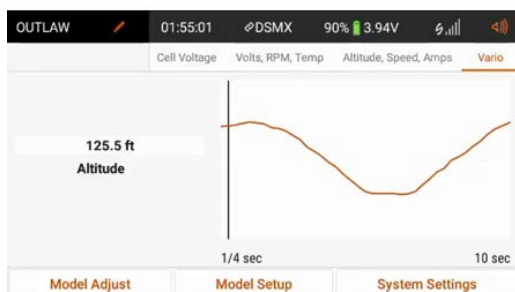 OUTLAW 01:55:01 DSMX 90% 3.94V
Cell Voltage Volts, RPM, Temp Altitude, Speed, Amps Vario
125.5 ft
Altitude
1/4 sec 10 sec
Model Adjust Model Setup System Settings